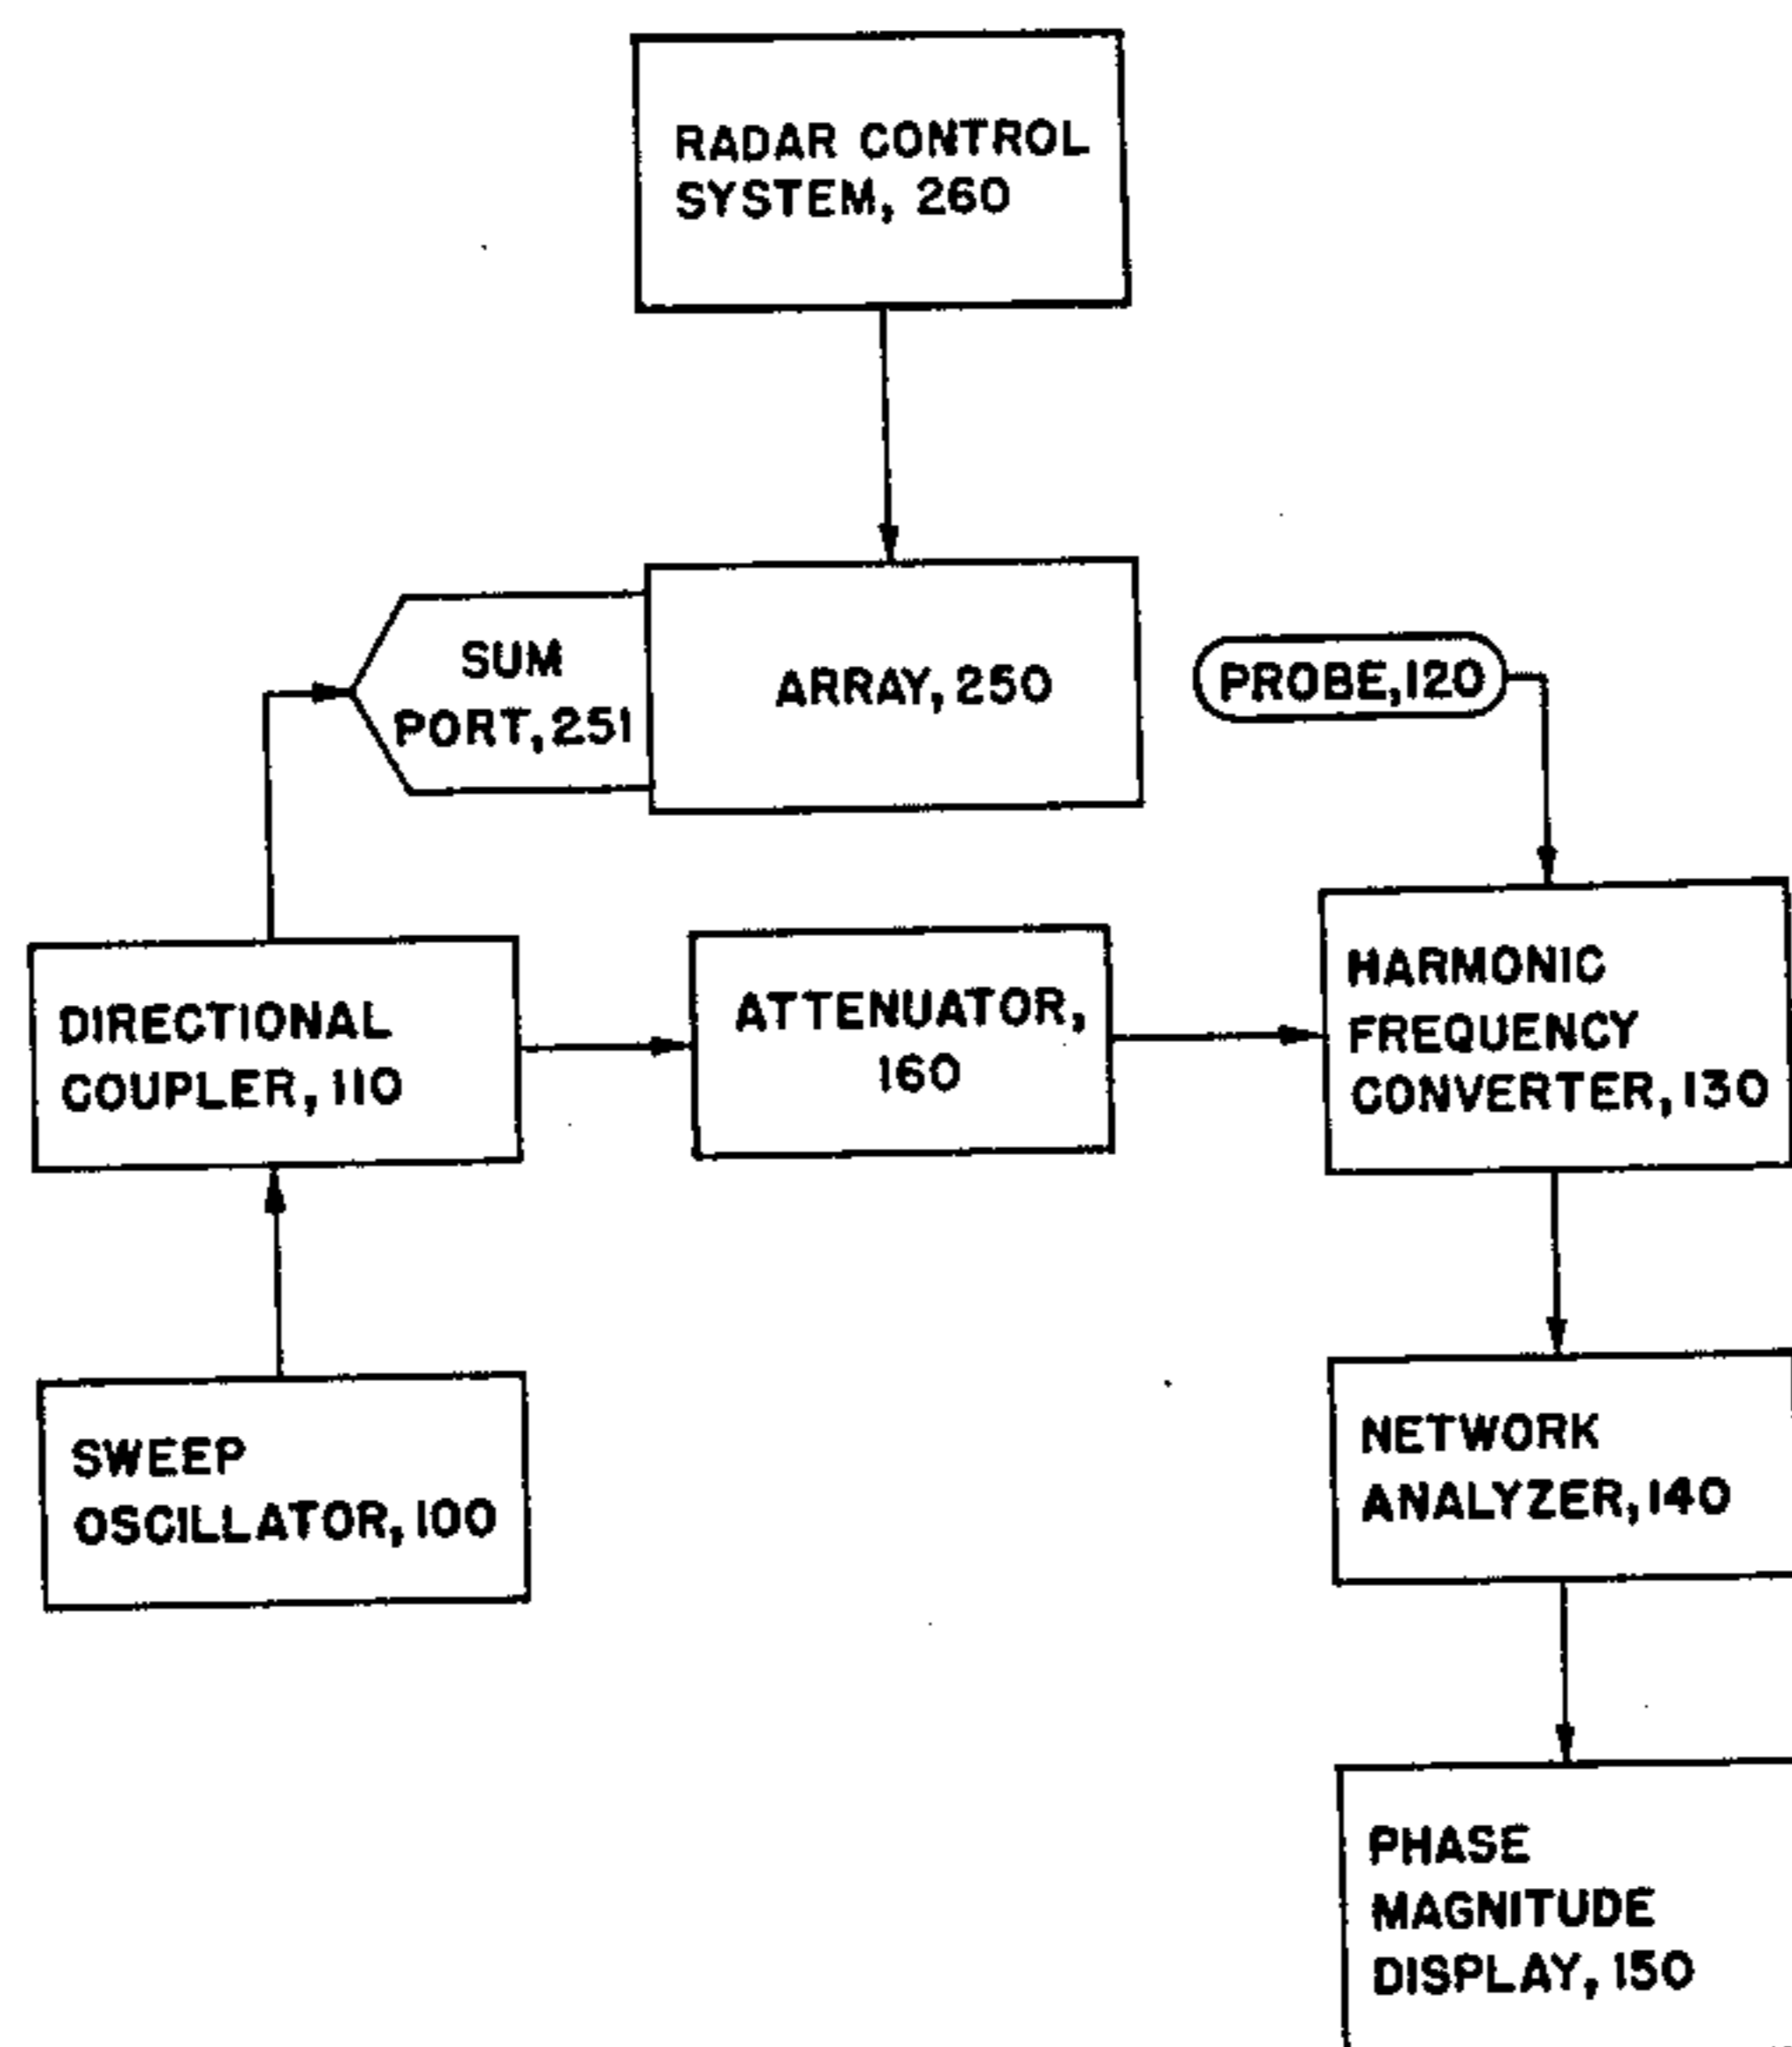 RADAR CONTROL
SYSTEM, 260
SUM
PORT, 251
ARRAY, 250
PROBE, 120
DIRECTIONAL
COUPLER, 110
ATTENUATOR,
160
HARMONIC
FREQUENCY
CONVERTER, 130
SWEEP
OSCILLATOR, 100
NETWORK
ANALYZER, 140
PHASE
MAGNITUDE
DISPLAY, 150